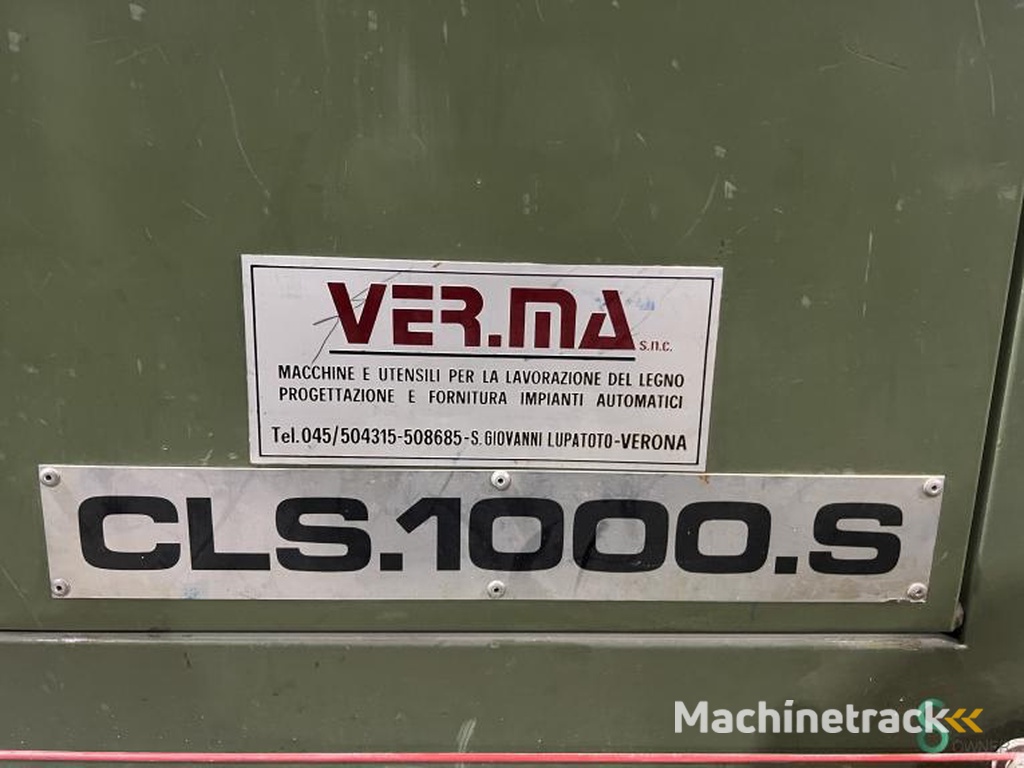 VER.MA s.n.c.
MACCHINE E UTENSILI PER LA LAVORAZIONE DEL LEGNO
PROGETTAZIONE E FORNITURA IMPIANTI AUTOMATICI
Tel. 045/504315-508685-S. GIOVANNI LUPATOTO-VERONA
CLS.1000.S
Machinetrack
OWNER